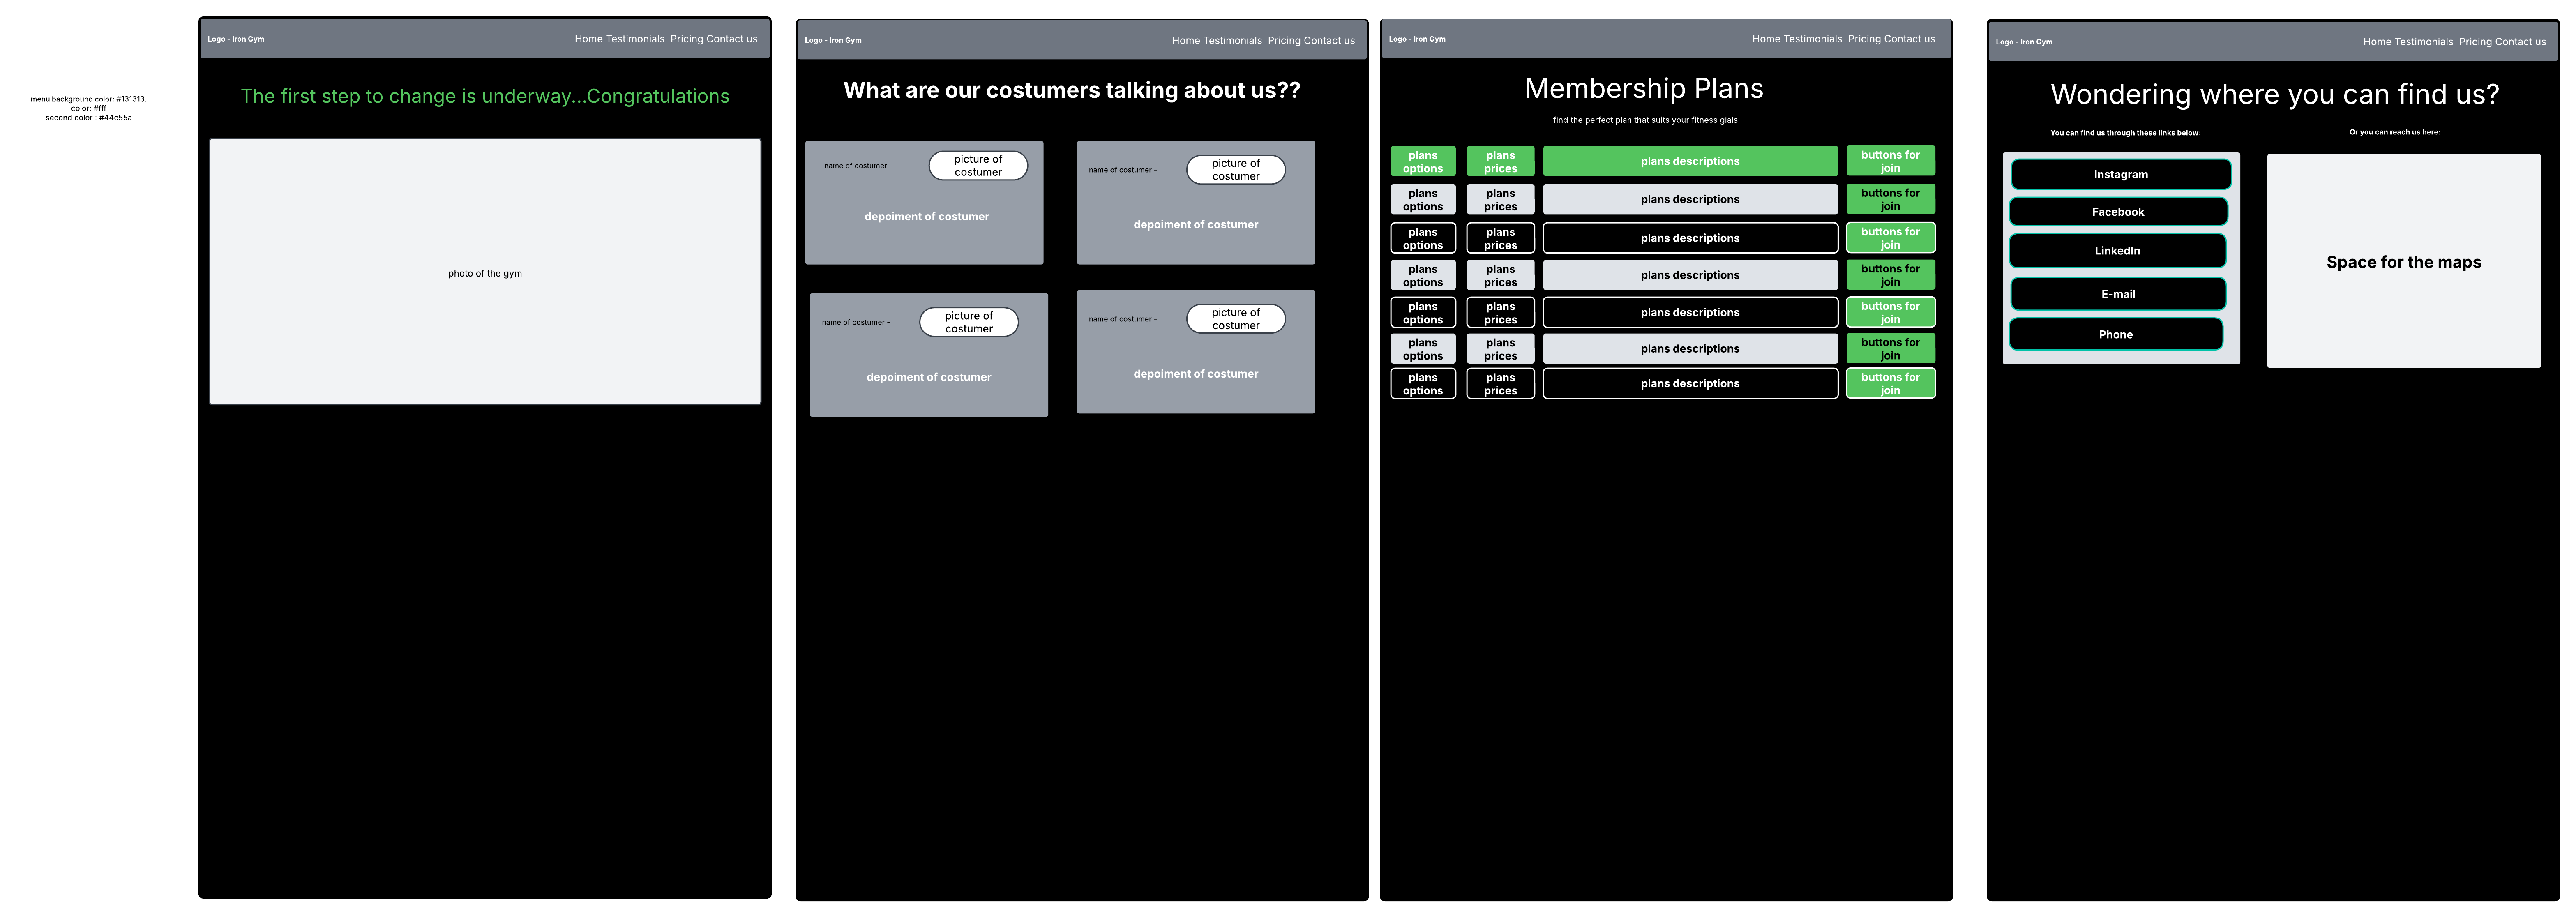 menu background color: #131313.
color: #fff
second color : #44c55a
Logo - Iron Gym
Home Testimonials Pricing Contact us
The first step to change is underway...Congratulations
photo of the gym
Logo - Iron Gym
Home Testimonials Pricing Contact us
What are our costumers talking about us??
name of costumer -
picture of
costumer
depoiment of costumer
name of costumer -
picture of
costumer
depoiment of costumer
name of costumer -
picture of
costumer
depoiment of costumer
name of costumer -
picture of
costumer
depoiment of costumer
Logo - Iron Gym
Home Testimonials Pricing Contact us
Membership Plans
find the perfect plan that suits your fitness gials
plans
options
plans
prices
plans descriptions
buttons for
join
plans
options
plans
prices
plans descriptions
buttons for
join
plans
options
plans
prices
plans descriptions
buttons for
join
plans
options
plans
prices
plans descriptions
buttons for
join
plans
options
plans
prices
plans descriptions
buttons for
join
plans
options
plans
prices
plans descriptions
buttons for
join
plans
options
plans
prices
plans descriptions
buttons for
join
Logo - Iron Gym
Home Testimonials Pricing Contact us
Wondering where you can find us?
You can find us through these links below:
Instagram
Facebook
LinkedIn
E-mail
Phone
Or you can reach us here:
Space for the maps